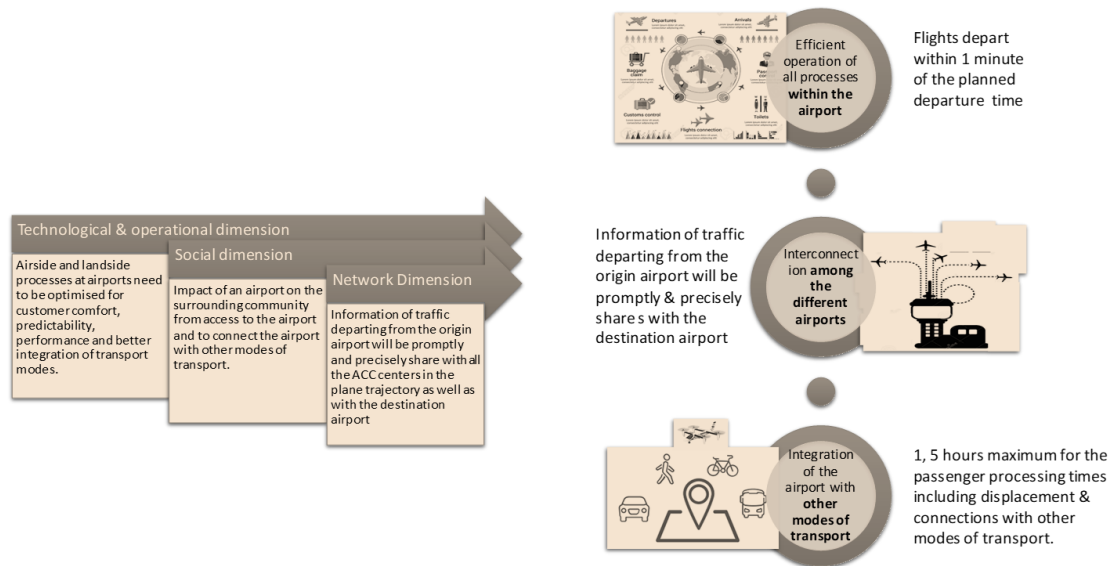 Technological & operational dimension
Airside and landside
processes at airports need
to be optimised for
customer comfort,
predictability,
performance and better
integration of transport
modes.
Social dimension
Impact of an airport on the
surrounding community
from access to the airport
and to connect the airport
with other modes of
transport.
Network Dimension
Information of traffic
departing from the origin
airport will be promptly
and precisely share with all
the ACC centers in the
plane trajectory as well as
with the destination
airport
Departures
Arrivals
Baggage
claim
Customs control
Flights connection
Toilets
Efficient
operation of
all processes
within the
airport
Flights depart
within 1 minute
of the planned
departure time
Information of traffic
departing from the
origin airport will be
promptly & precisely
share s with the
destination airport
Interconnect
ion among
the
different
airports
Integration
of the
airport with
other
modes of
transport
1, 5 hours maximum for the
passenger processing times
including displacement &
connections with other
modes of transport.